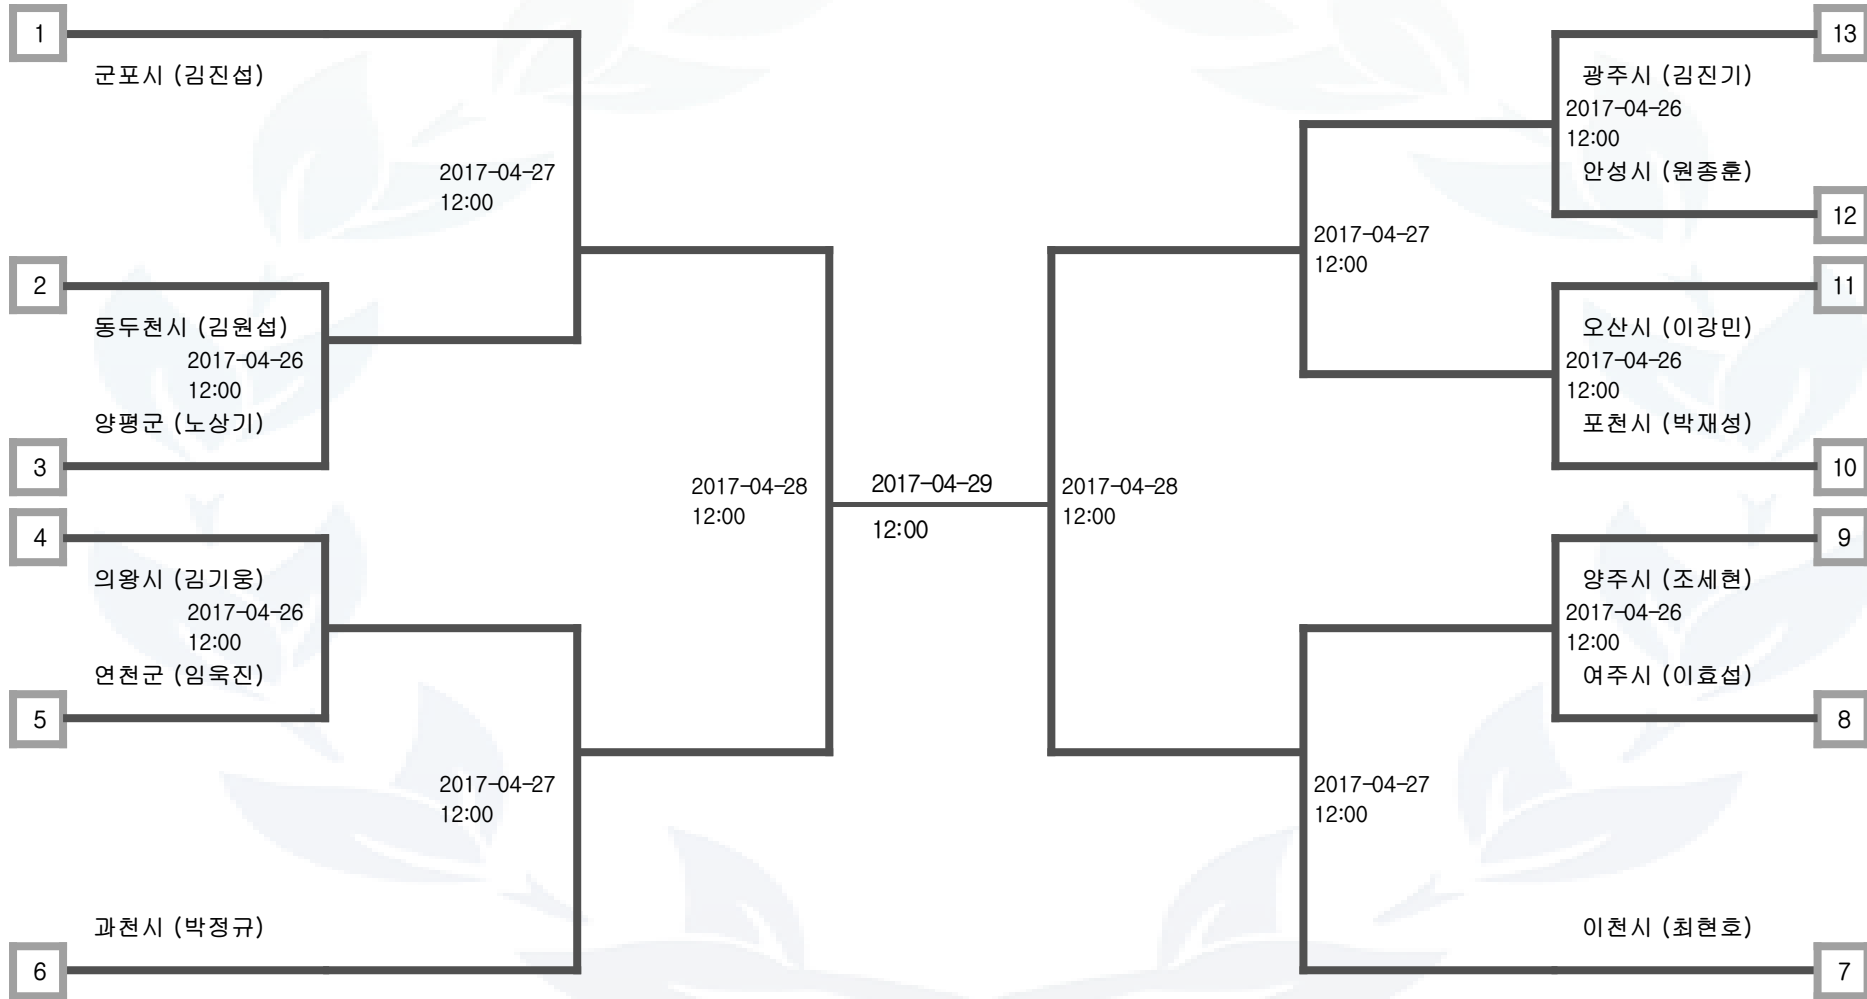 1
군포시 (김진섭)
2017-04-27
12:00
2
동두천시 (김원섭)
2017-04-26
12:00
양평군 (노상기)
3
2017-04-28
12:00
4
의왕시 (김기웅)
2017-04-26
12:00
연천군 (임욱진)
5
2017-04-27
12:00
과천시 (박정규)
6
2017-04-29
12:00
13
광주시 (김진기)
2017-04-26
12:00
안성시 (원종훈)
12
2017-04-27
12:00
11
오산시 (이강민)
2017-04-26
12:00
포천시 (박재성)
10
2017-04-28
12:00
9
양주시 (조세현)
2017-04-26
12:00
여주시 (이효섭)
8
2017-04-27
12:00
이천시 (최현호)
7